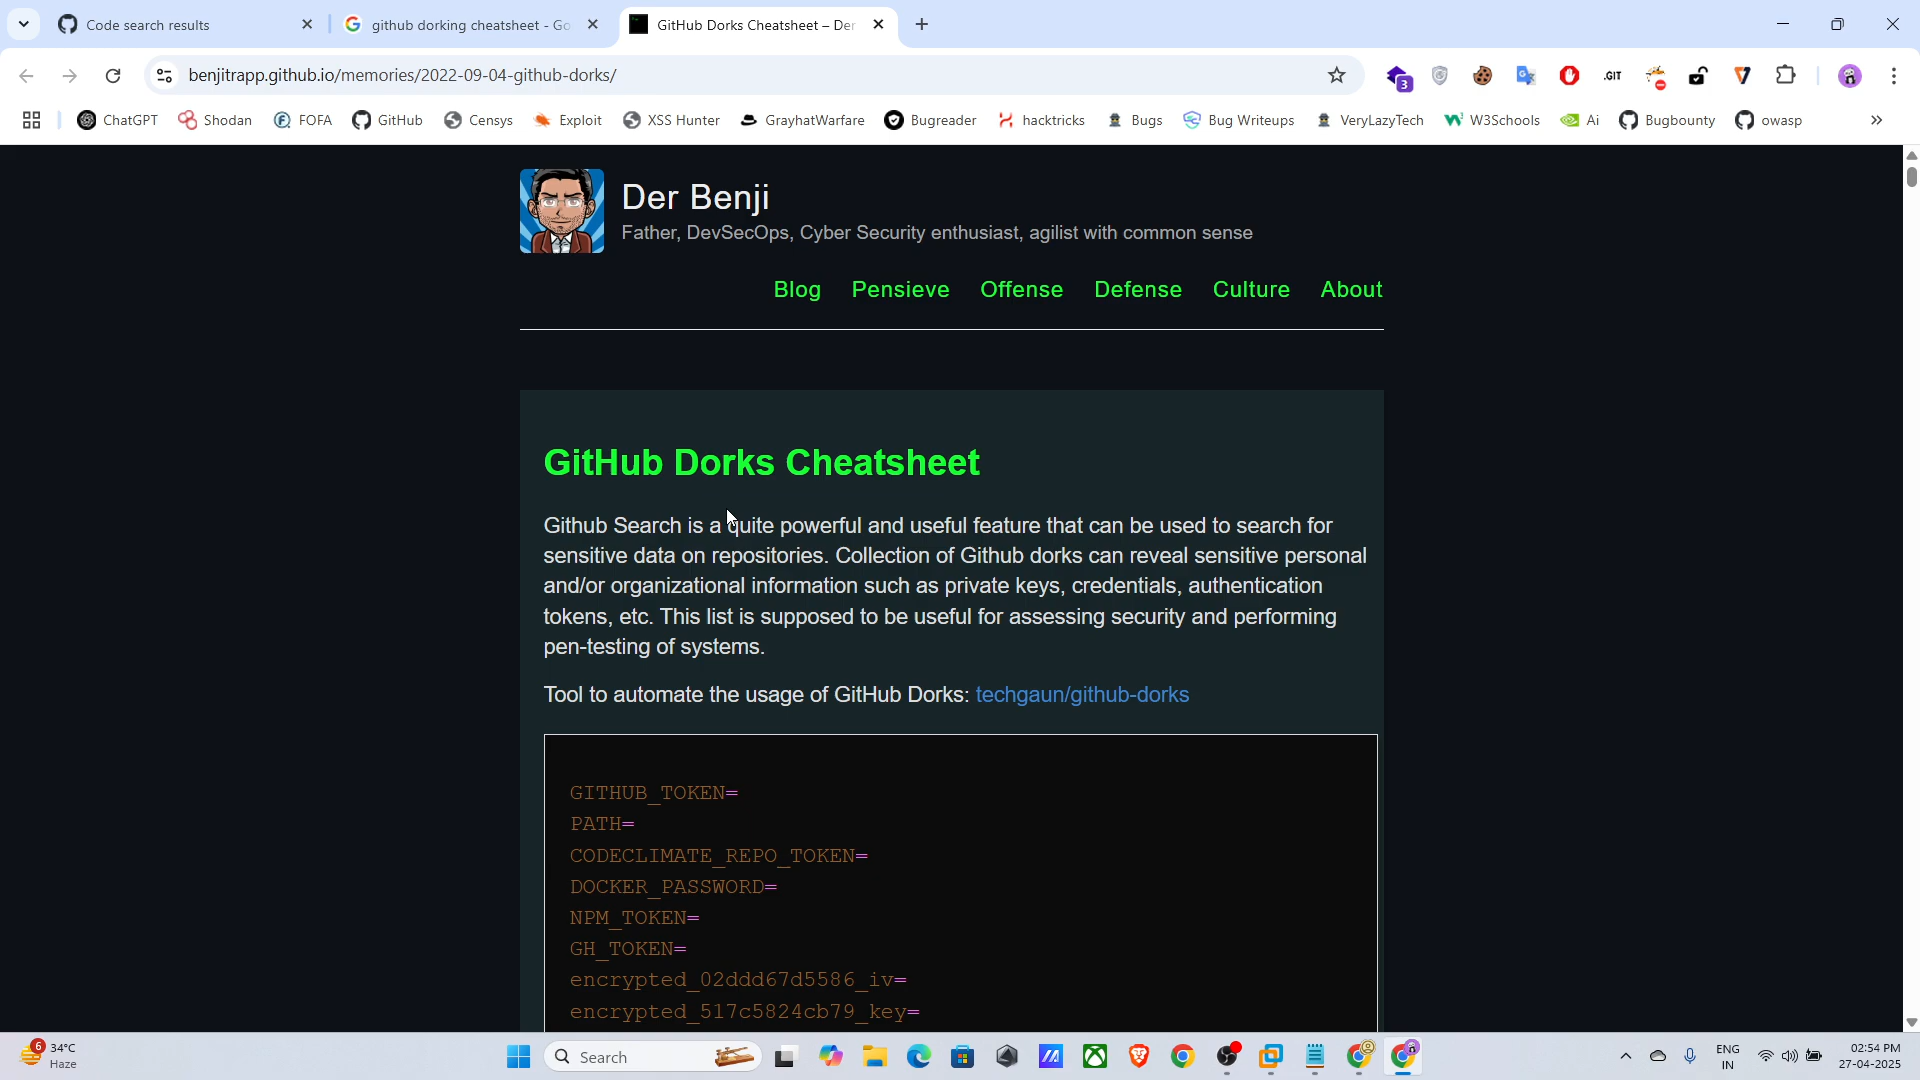 Code search results
github dorking cheatsheet - Go
GitHub Dorks Cheatsheet – Der
benjitrapp.github.io/memories/2022-09-04-github-dorks/
3
.GIT
ChatGPT
Shodan
FOFA
GitHub
Censys
Exploit
XSS Hunter
GrayhatWarfare
Bugreader
hacktricks
Bugs
Bug Writeups
VeryLazyTech
W3Schools
Ai
Bugbounty
owasp
Der Benji
Father, DevSecOps, Cyber Security enthusiast, agilist with common sense
Blog Pensieve Offense Defense Culture About
GitHub Dorks Cheatsheet
Github Search is a quite powerful and useful feature that can be used to search for
sensitive data on repositories. Collection of Github dorks can reveal sensitive personal
and/or organizational information such as private keys, credentials, authentication
tokens, etc. This list is supposed to be useful for assessing security and performing
pen-testing of systems.
Tool to automate the usage of GitHub Dorks: techgaun/github-dorks
GITHUB_TOKEN=
PATH=
CODECLIMATE_REPO_TOKEN=
DOCKER_PASSWORD=
NPM_TOKEN=
GH_TOKEN=
encrypted_02ddd67d5586_iv=
encrypted_517c5824cb79_key=
6
34°C
Haze
Search
ENG
IN
02:54 PM
27-04-2025